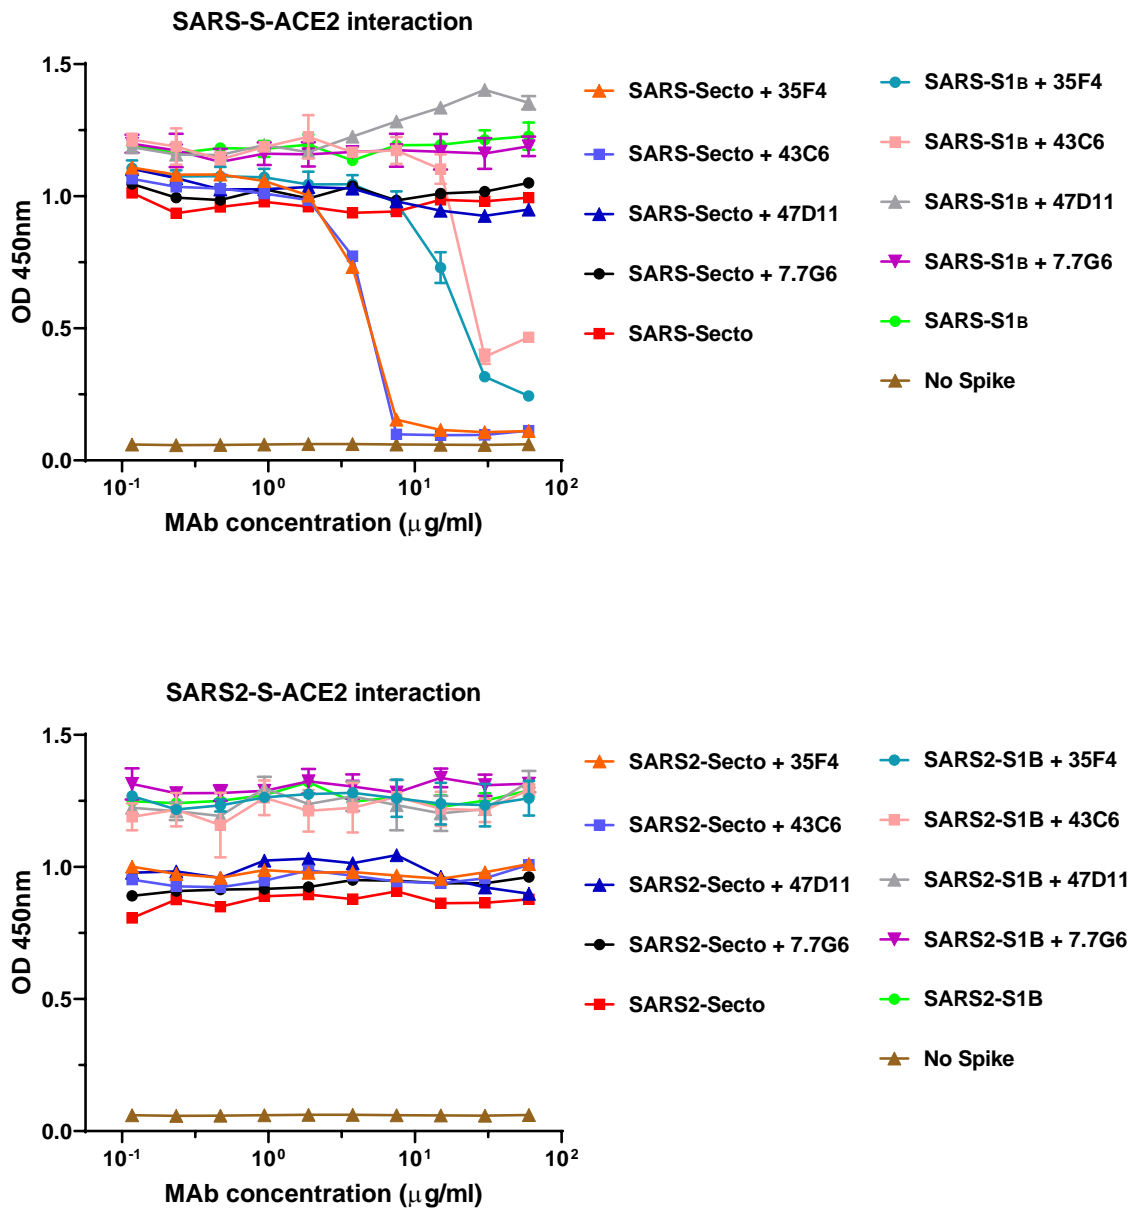 SARS-S-ACE2 interaction
1.5
1.0
0.5
0.0
OD 450nm
10-1
100
101
102
MAb concentration (μg/ml)
SARS-Secto + 35F4
SARS-Secto + 43C6
SARS-Secto + 47D11
SARS-Secto + 7.7G6
SARS-Secto
SARS-S1B + 35F4
SARS-S1B + 43C6
SARS-S1B + 47D11
SARS-S1B + 7.7G6
SARS-S1B
No Spike
SARS2-S-ACE2 interaction
1.5
1.0
0.5
0.0
OD 450nm
10-1
100
101
102
MAb concentration (μg/ml)
SARS2-Secto + 35F4
SARS2-Secto + 43C6
SARS2-Secto + 47D11
SARS2-Secto + 7.7G6
SARS2-Secto
SARS2-S1B + 35F4
SARS2-S1B + 43C6
SARS2-S1B + 47D11
SARS2-S1B + 7.7G6
SARS2-S1B
No Spike